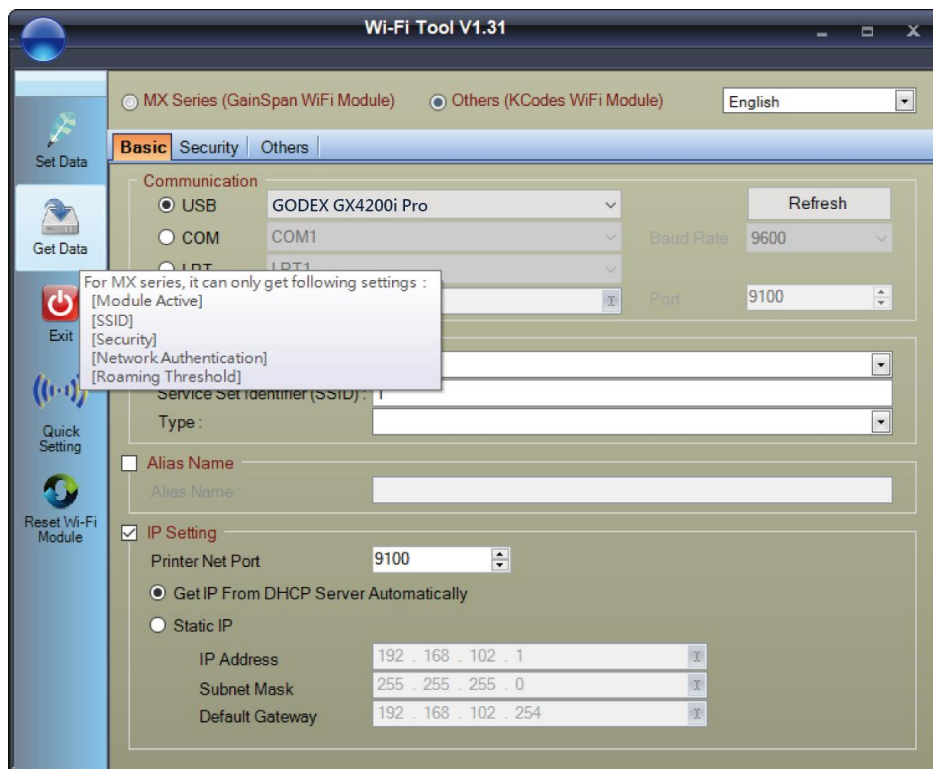 Wi-Fi Tool V1.31
MX Series (GainSpan WiFi Module) Others (KCodes WiFi Module) English
Set Data
Get Data
Exit
Quick
Setting
Reset Wi-Fi
Module
Basic Security Others
Communication
USB GODEX GX4200i Pro Refresh
COM COM1 Baud Rate 9600
LPT LPT1
Port 9100
For MX series, it can only get following settings :
[Module Active]
[SSID]
[Security]
[Network Authentication]
[Roaming Threshold]
Service Set Identifier (SSID) :
Type :
Alias Name
Alias Name :
IP Setting
Printer Net Port 9100
Get IP From DHCP Server Automatically
Static IP
IP Address 192 . 168 . 102 . 1
Subnet Mask 255 . 255 . 255 . 0
Default Gateway 192 . 168 . 102 . 254